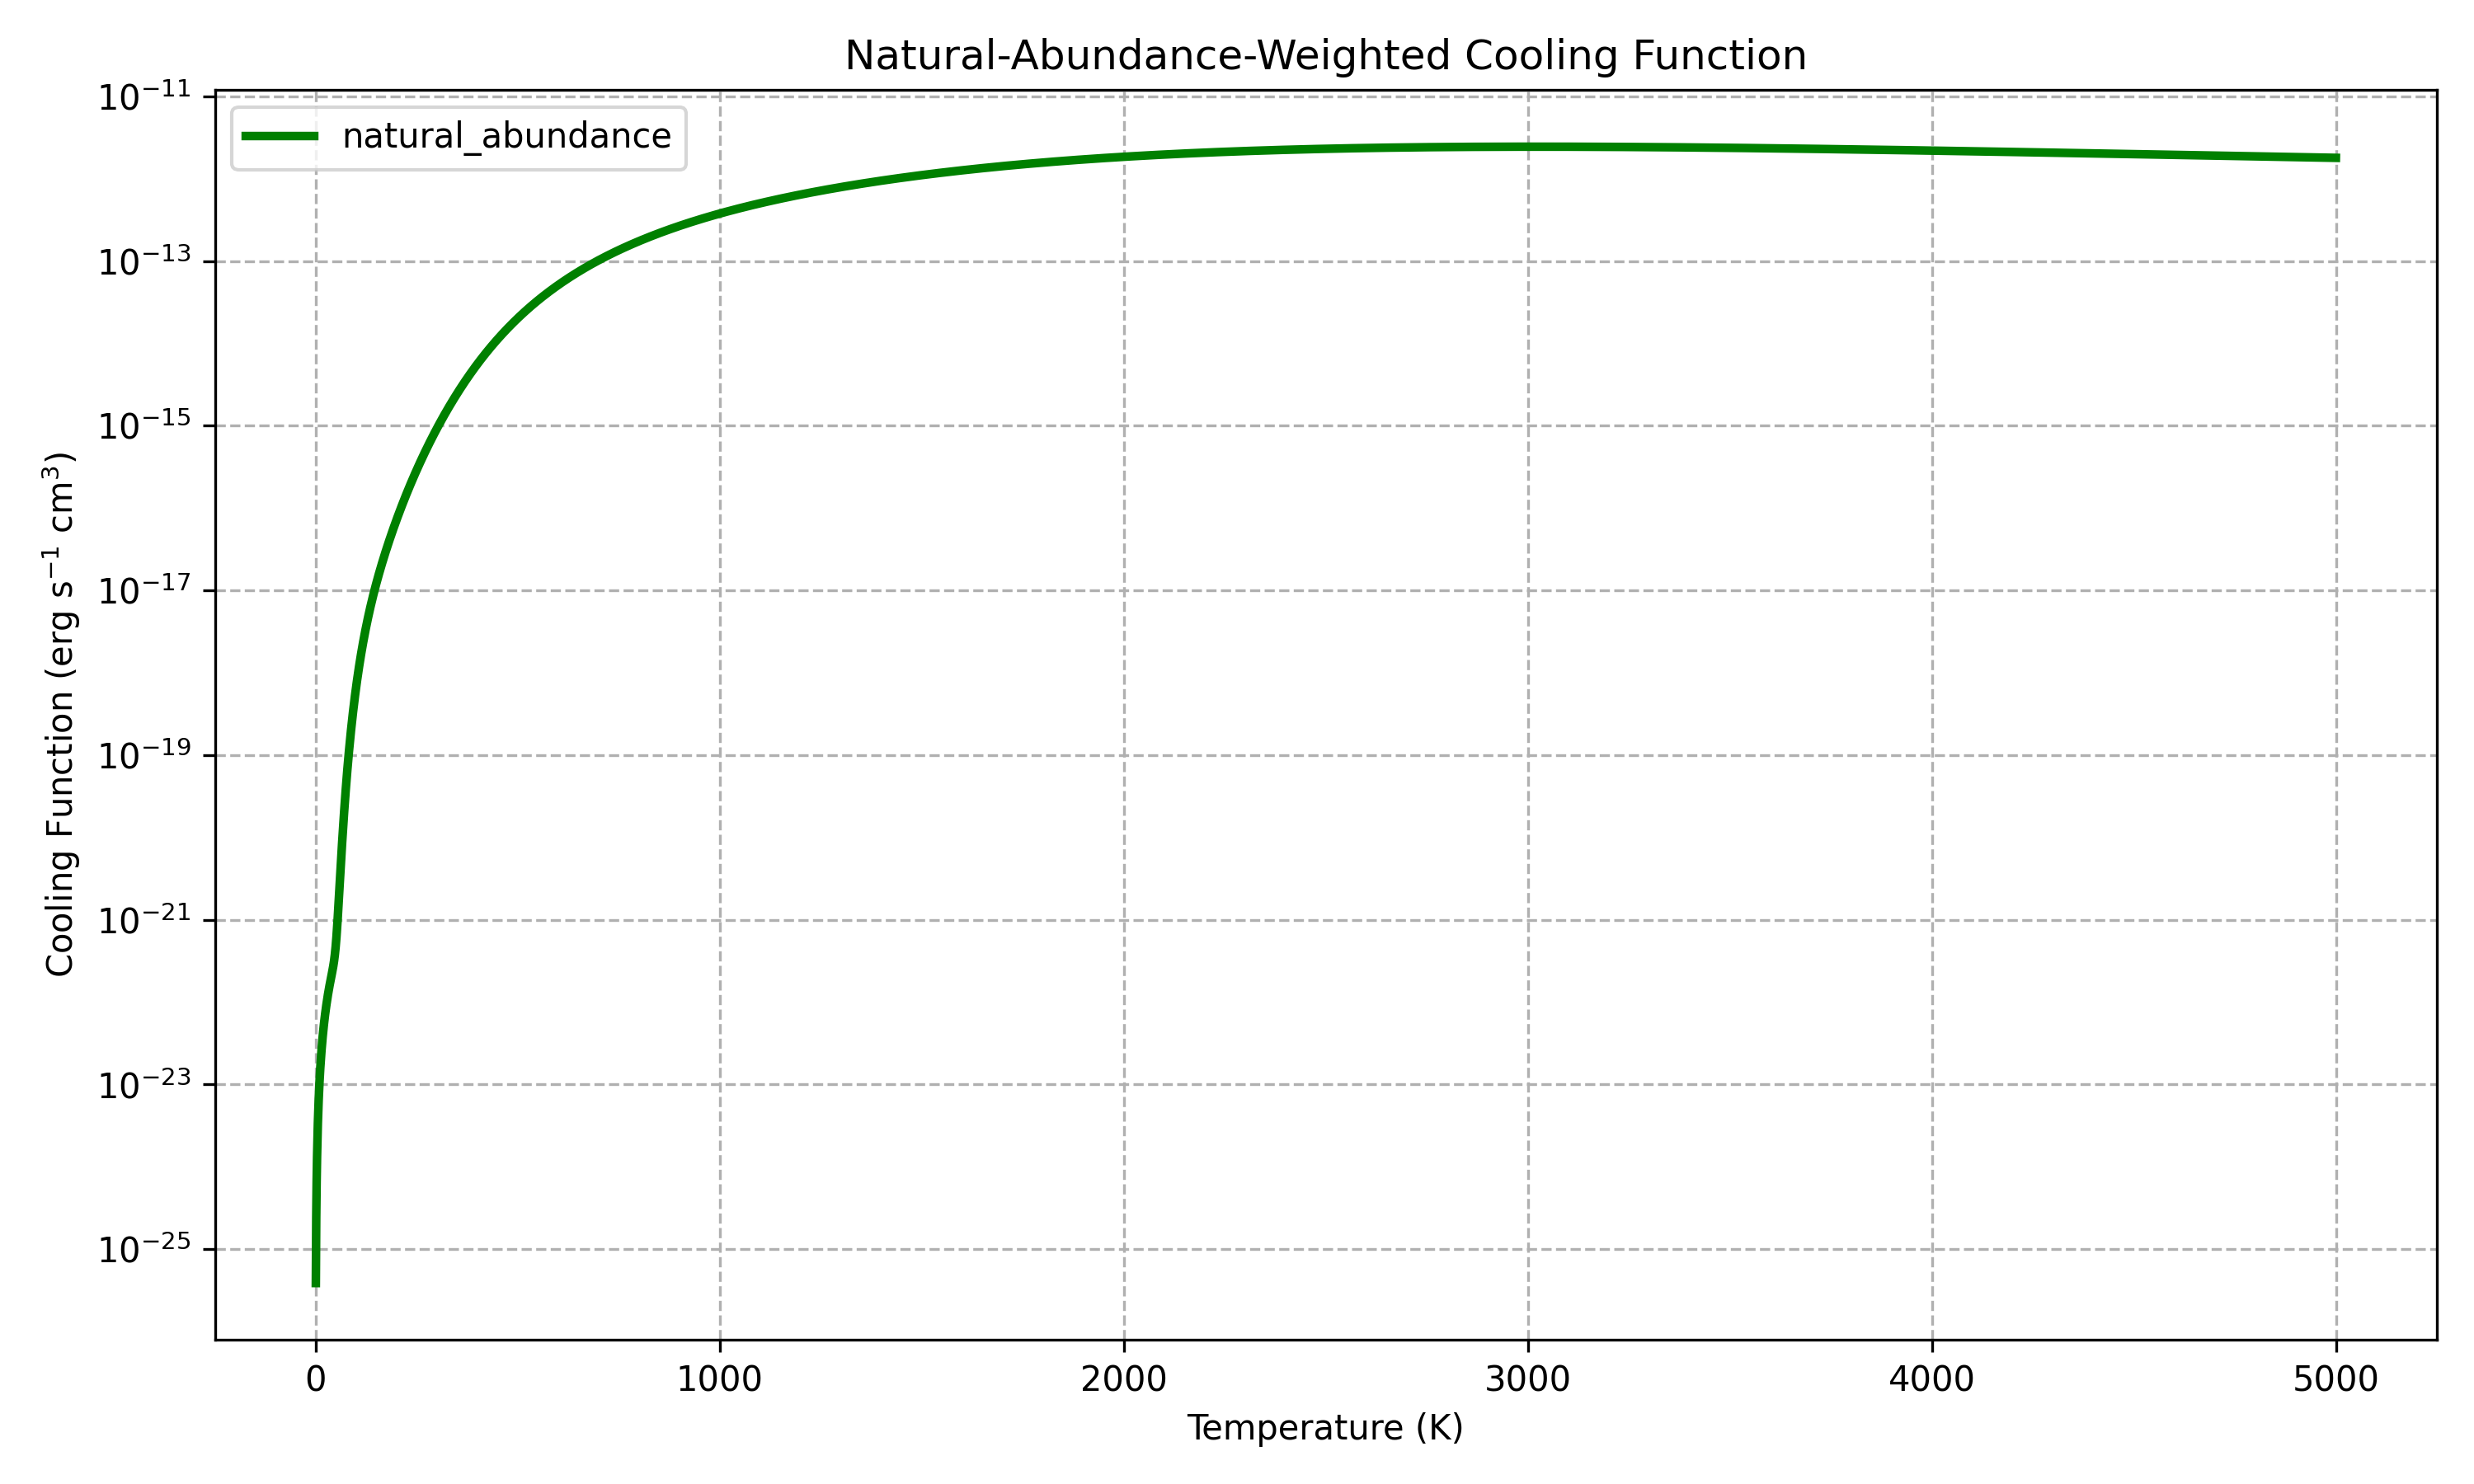 Natural-Abundance-Weighted Cooling Function
natural_abundance
Cooling Function (erg s⁻¹ cm³)
10⁻¹¹
10⁻¹³
10⁻¹⁵
10⁻¹⁷
10⁻¹⁹
10⁻²¹
10⁻²³
10⁻²⁵
0 1000 2000 3000 4000 5000
Temperature (K)